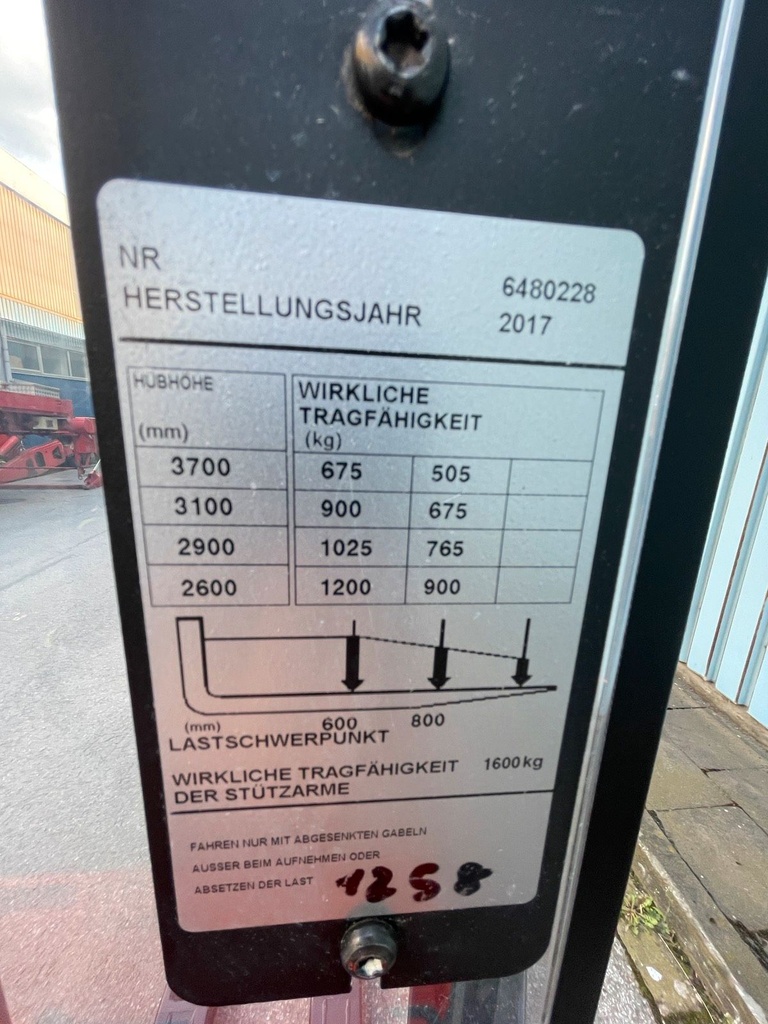 NR 6480228
HERSTELLUNGSJAHR 2017
HUBHÖHE
(mm)
WIRKLICHE
TRAGFÄHIGKEIT
(kg)
3700 675 505
3100 900 675
2900 1025 765
2600 1200 900
(mm) 600 800
LASTSCHWERPUNKT
WIRKLICHE TRAGFÄHIGKEIT 1600kg
DER STÜTZARME
FAHREN NUR MIT ABGESENKTEN GABELN
AUSSER BEIM AUFNEHMEN ODER
ABSETZEN DER LAST
1258